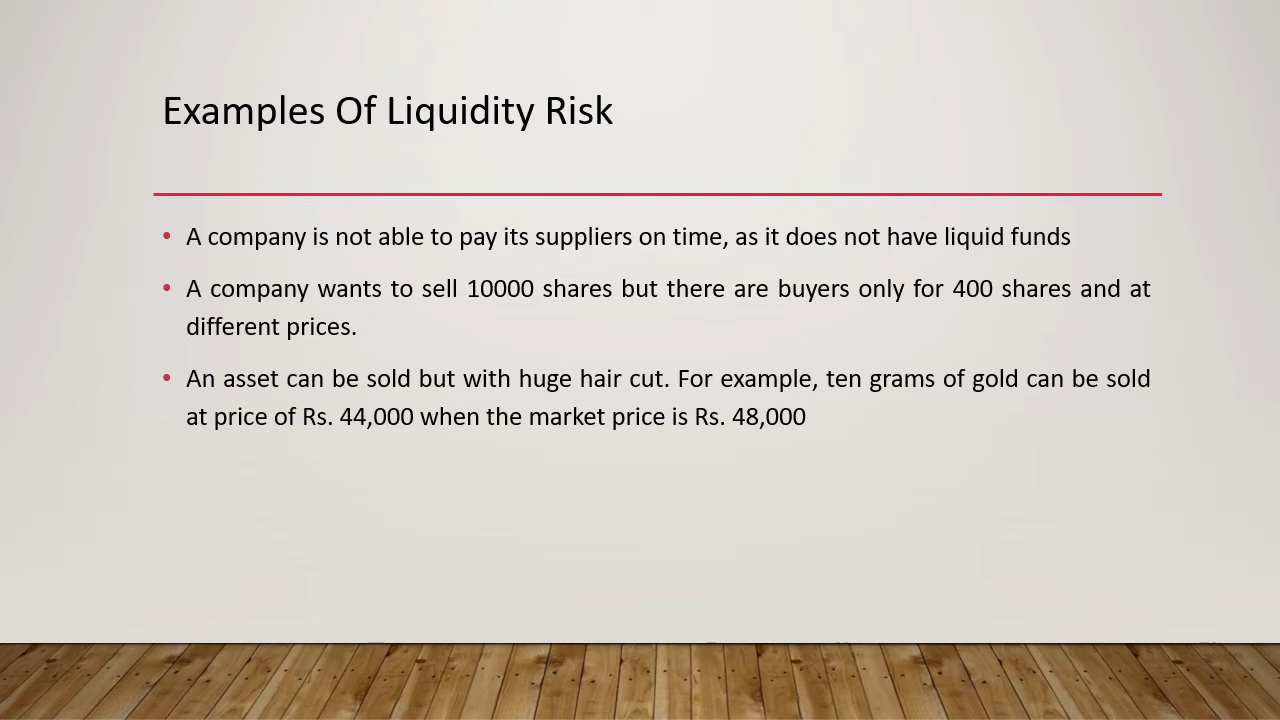 Examples Of Liquidity Risk
• A company is not able to pay its suppliers on time, as it does not have liquid funds
• A company wants to sell 10000 shares but there are buyers only for 400 shares and at
different prices.
• An asset can be sold but with huge hair cut. For example, ten grams of gold can be sold
at price of Rs. 44,000 when the market price is Rs. 48,000